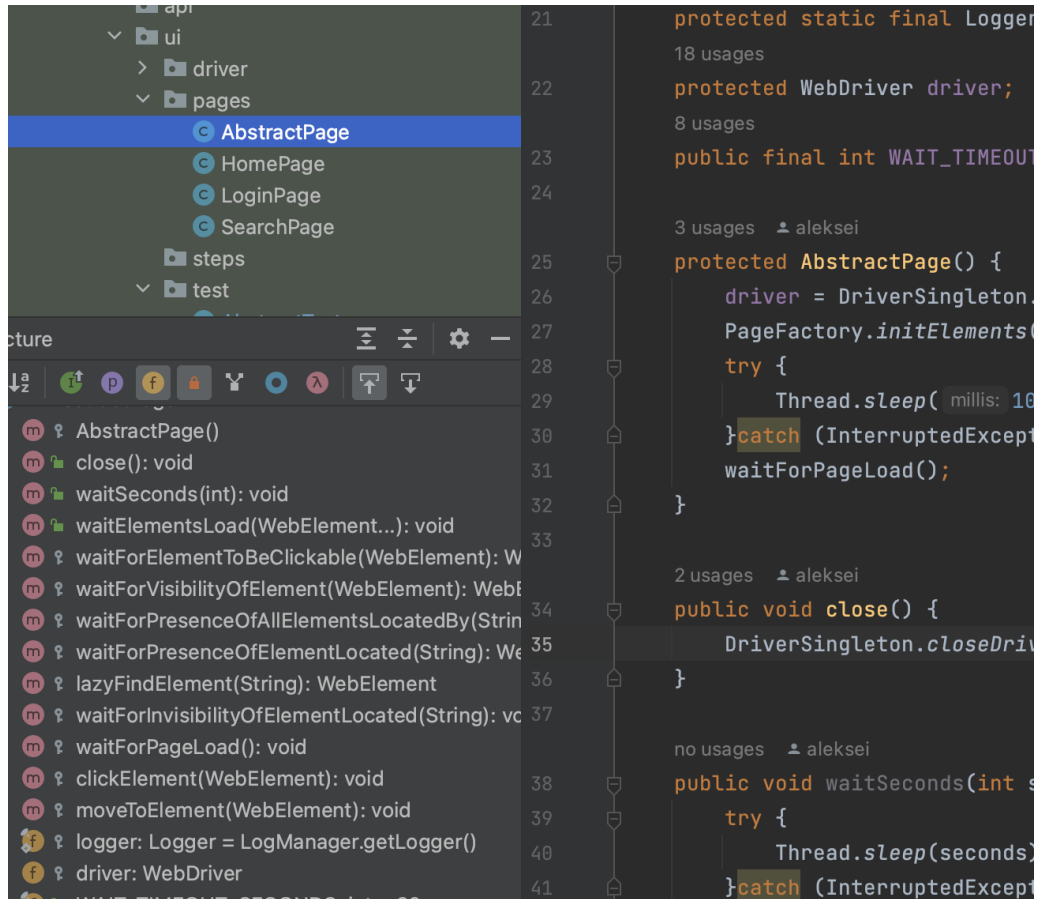 api
ui
driver
pages
AbstractPage
HomePage
LoginPage
SearchPage
steps
test
cture
AbstractPage()
close(): void
waitSeconds(int): void
waitElementsLoad(WebElement...): void
waitForElementToBeClickable(WebElement): W
waitForVisibilityOfElement(WebElement): WebE
waitForPresenceOfAllElementsLocatedBy(Strin
waitForPresenceOfElementLocated(String): We
lazyFindElement(String): WebElement
waitForInvisibilityOfElementLocated(String): vo
waitForPageLoad(): void
clickElement(WebElement): void
moveToElement(WebElement): void
logger: Logger = LogManager.getLogger()
driver: WebDriver
21 protected static final Logger
18 usages
22 protected WebDriver driver;
8 usages
23 public final int WAIT_TIMEOUT
24
3 usages aleksei
25 protected AbstractPage() {
26 driver = DriverSingleton.
27 PageFactory.initElements(
28 try {
29 Thread.sleep( millis: 10
30 }catch (InterruptedExcept
31 waitForPageLoad();
32 }
33
2 usages aleksei
34 public void close() {
35 DriverSingleton.closeDriv
36 }
37
no usages aleksei
38 public void waitSeconds(int s
39 try {
40 Thread.sleep(seconds)
41 }catch (InterruptedExcept